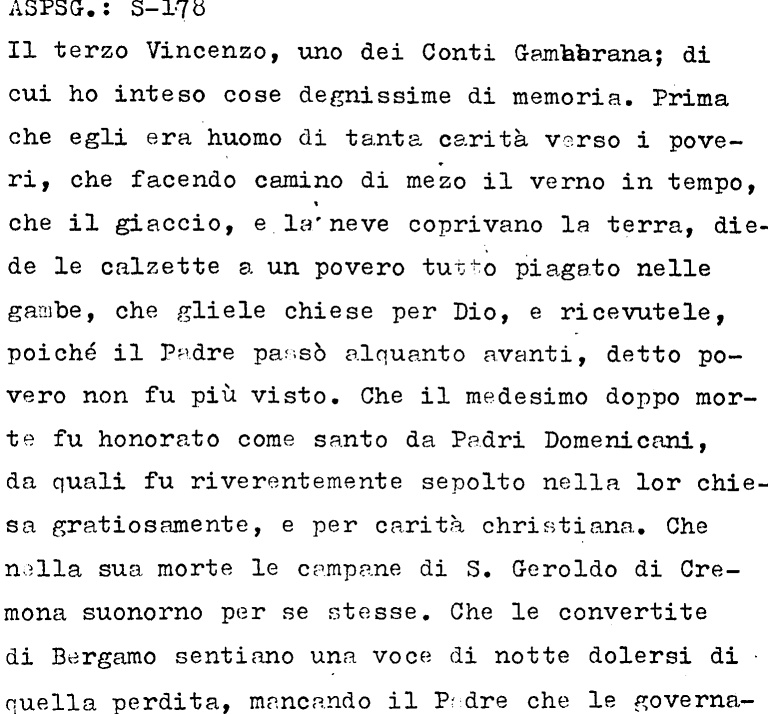 ASPSG.: S-178
Il terzo Vincenzo, uno dei Conti Gambarana; di
cui ho inteso cose degnissime di memoria. Prima
che egli era huomo di tanta carità verso i pove-
ri, che facendo camino di mezo il verno in tempo,
che il giaccio, e la neve coprivano la terra, die-
de le calzette a un povero tutto piagato nelle
gambe, che gliele chiese per Dio, e ricevutele,
poiché il Padre passò alquanto avanti, detto po-
vero non fu più visto. Che il medesimo doppo mor-
te fu honorato come santo da Padri Domenicani,
da quali fu riverentemente sepolto nella lor chie-
sa gratiosamente, e per carità christiana. Che
nella sua morte le campane di S. Geroldo di Cre-
mona suonorno per se stesse. Che le convertite
di Bergamo sentiano una voce di notte dolersi di
quella perdita, mancando il Padre che le governa-